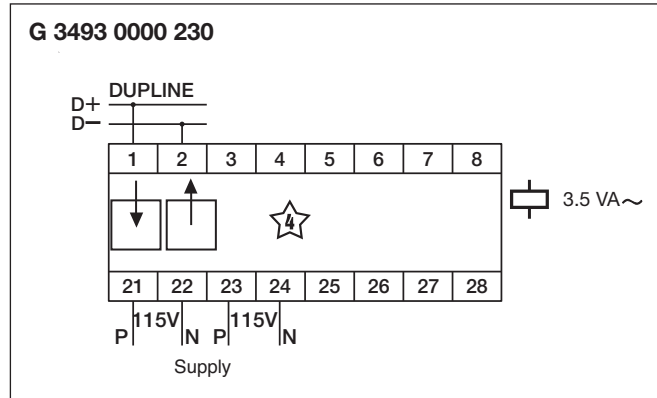 G 3493 0000 230
DUPLINE
D+
D–
1 2 3 4 5 6 7 8
4
3.5 VA~
21 22 23 24 25 26 27 28
P 115V N P 115V N
Supply